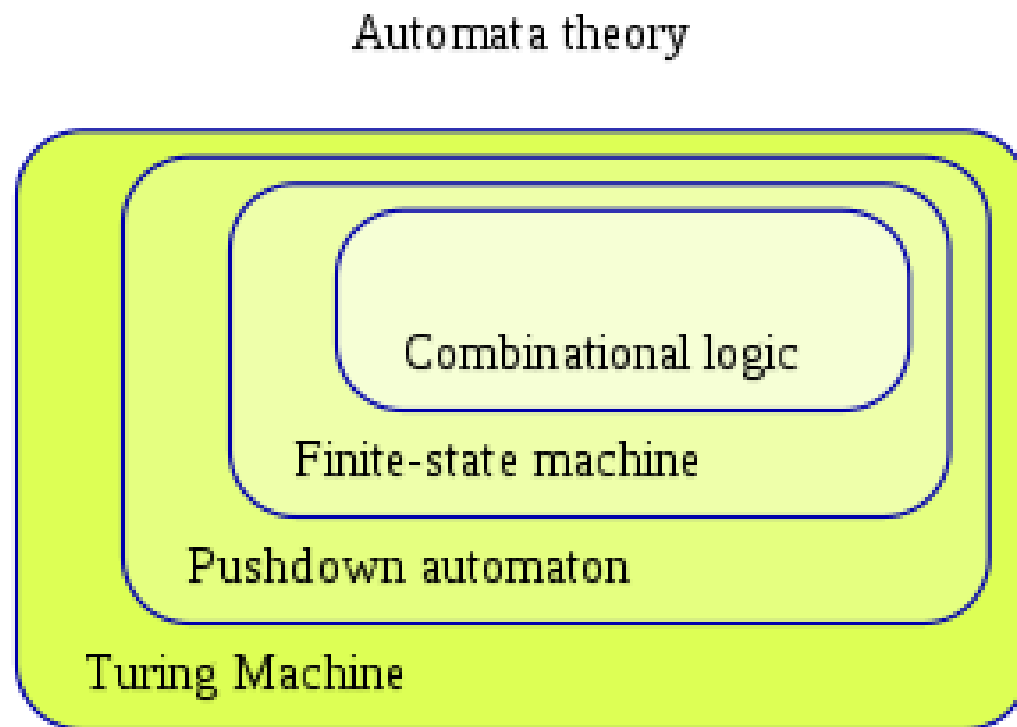 Automata theory
Combinational logic
Finite-state machine
Pushdown automaton
Turing Machine